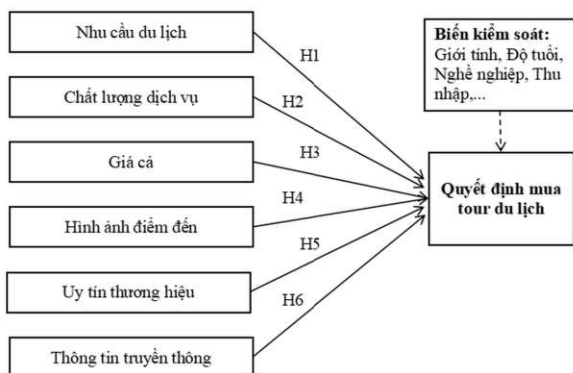 Nhu cầu du lịch
H1
Chất lượng dịch vụ
H2
Giá cả
H3
Hình ảnh điểm đến
H4
Uy tín thương hiệu
H5
Thông tin truyền thông
H6
Biến kiểm soát:
Giới tính, Độ tuổi,
Nghề nghiệp, Thu
nhập,...
Quyết định mua
tour du lịch